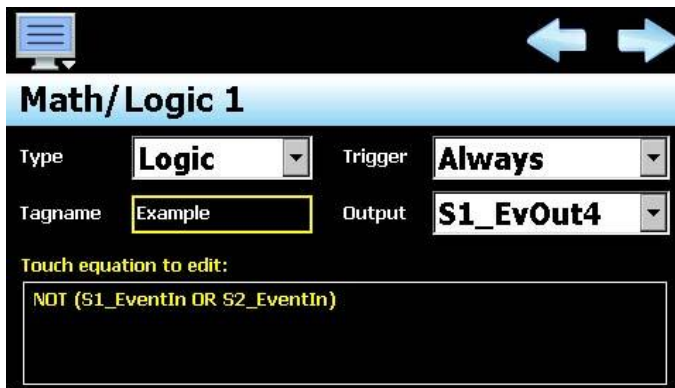 Math/Logic 1
Type Logic Trigger Always
Tagname Example Output S1_EvOut4
Touch equation to edit:
NOT (S1_EventIn OR S2_EventIn)